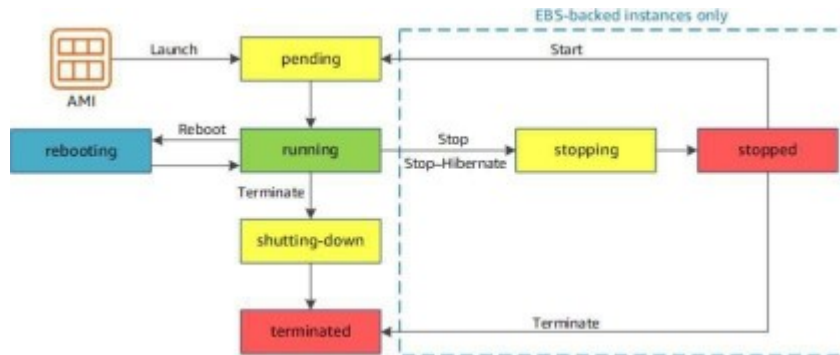 EBS-backed instances only
Launch
pending
Start
AMI
Reboot
rebooting
running
Stop
Stop–Hibernate
stopping
stopped
Terminate
shutting-down
terminated
Terminate